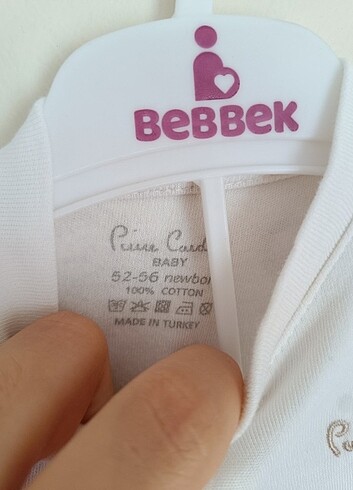 BeBBeK
Pierre Card
BABY
52-56 newbor
100% COTTON
MADE IN TURKEY